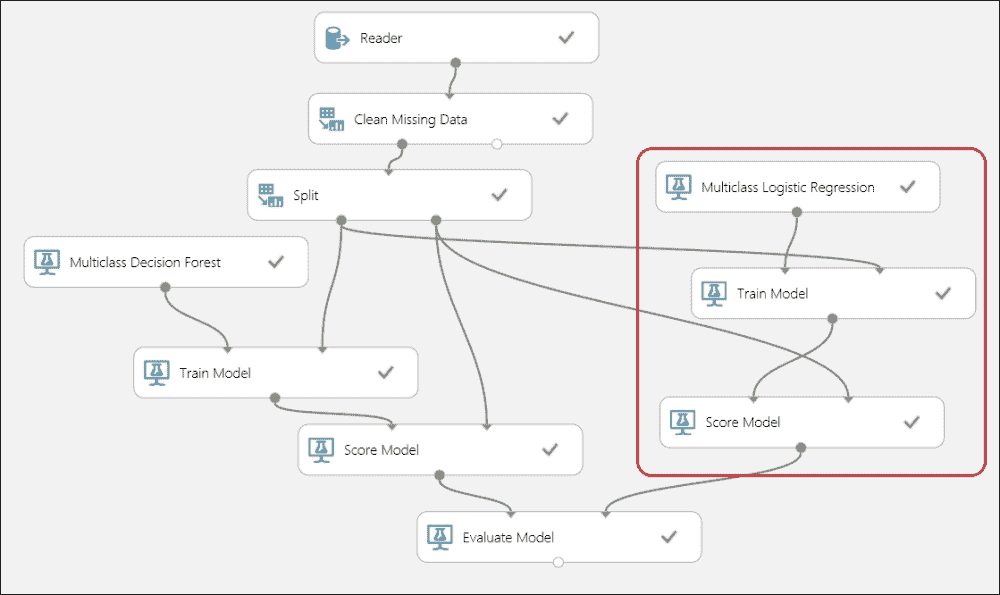 Reader
Clean Missing Data
Split
Multiclass Logistic Regression
Multiclass Decision Forest
Train Model
Train Model
Score Model
Score Model
Evaluate Model